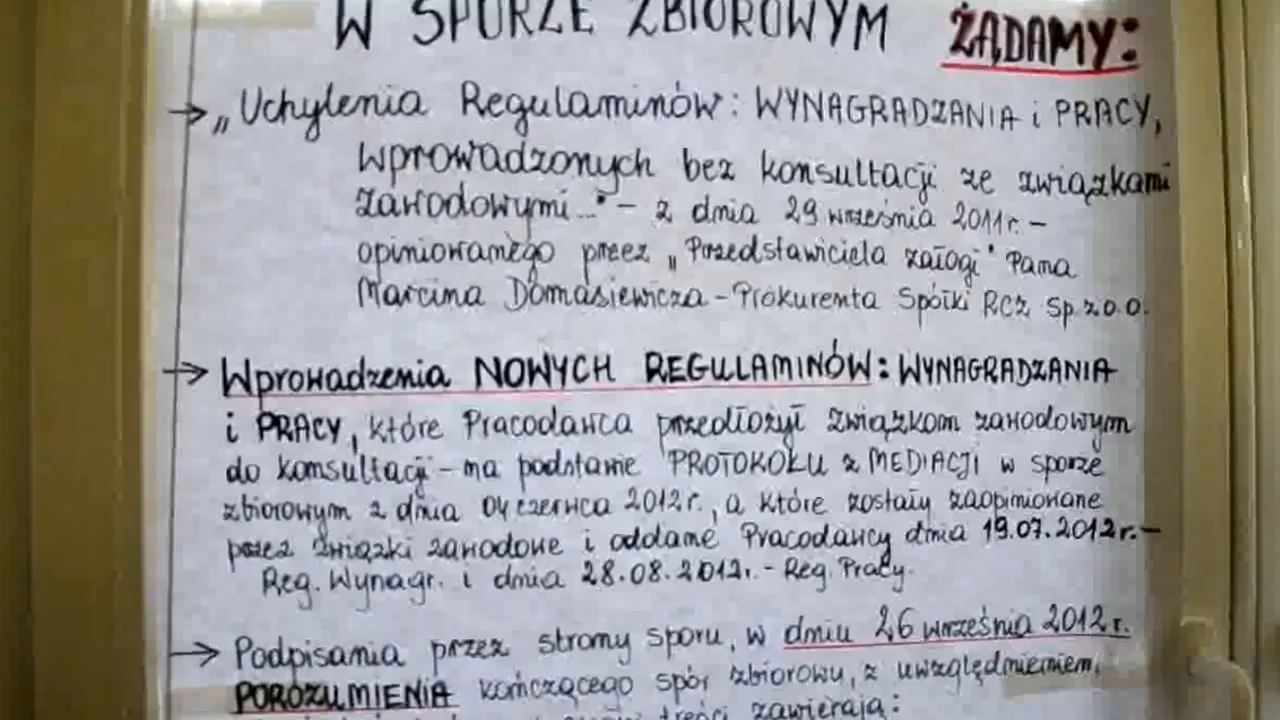 W SPORZE ZBIOROWYM ŻĄDAMY:
→ „Uchylenia Regulaminów: WYNAGRADZANIA i PRACY,
wprowadzonych bez konsultacji ze związkami
zawodowymi..." - z dnia 29 września 2011r. -
opiniowanego przez „Przedstawiciela załogi" Pana
Marcina Domasiewicza - Prokurenta Spółki RCZ Sp. z o.o.
→ Wprowadzenia NOWYCH REGULAMINÓW: WYNAGRADZANIA
i PRACY, które Pracodawca przedłożył związkom zawodowym
do konsultacji - na podstawie PROTOKOŁU z MEDIACJI w sporze
zbiorowym z dnia 04 czerwca 2012r., a które zostały zaopiniowane
przez związki zawodowe i oddane Pracodawcy dnia 19.07.2012r. -
Reg. Wynagr. i dnia 28.08.2012r. - Reg. Pracy.
→ Podpisania przez strony sporu, w dniu 26 września 2012r.
POROZUMIENIA kończącego spór zbiorowy, z uwzględnieniem,
treści zawierają: